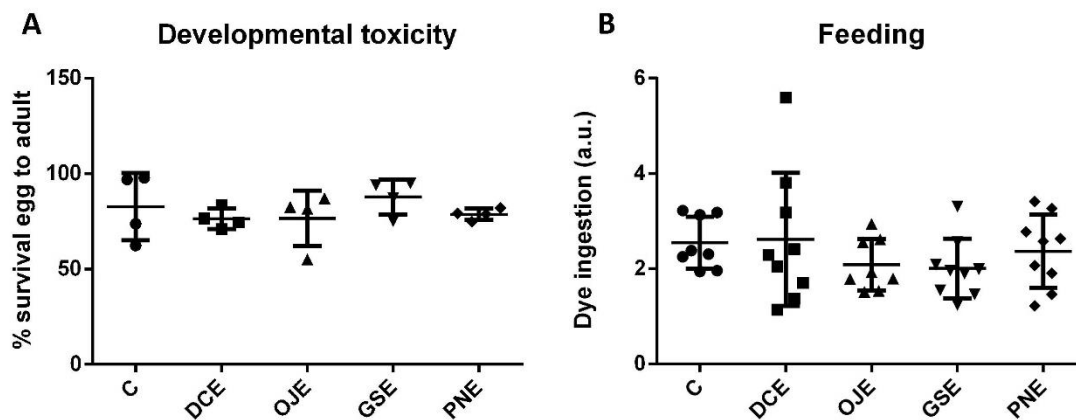 A
Developmental toxicity
% survival egg to adult
150
100
50
0
C
DCE
OJE
GSE
PNE
B
Feeding
Dye ingestion (a.u.)
6
4
2
0
C
DCE
OJE
GSE
PNE